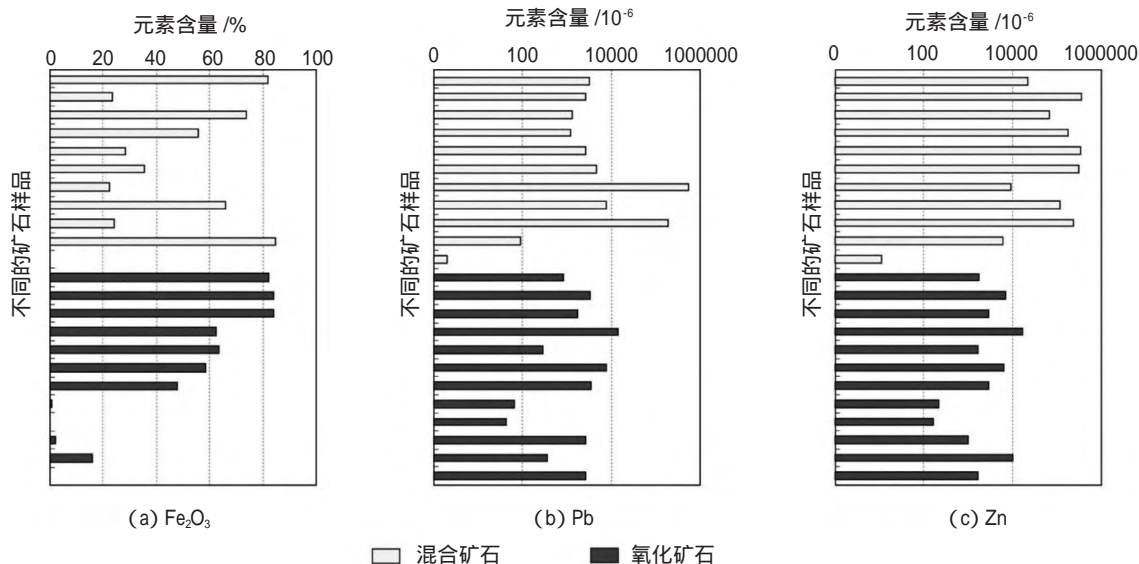 元素含量 /%
0 20 40 60 80 100
不同的矿石样品
(a) Fe₂O₃
元素含量 /10⁻⁶
0 100 10000 1000000
不同的矿石样品
(b) Pb
元素含量 /10⁻⁶
0 100 10000 1000000
不同的矿石样品
(c) Zn
混合矿石 氧化矿石